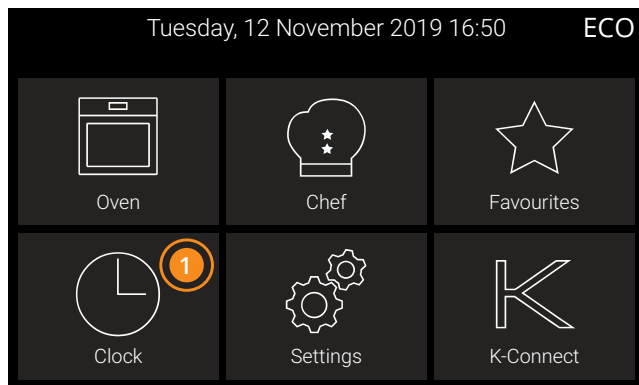 Tuesday, 12 November 2019 16:50 ECO
Oven Chef Favourites
1
Clock Settings K-Connect